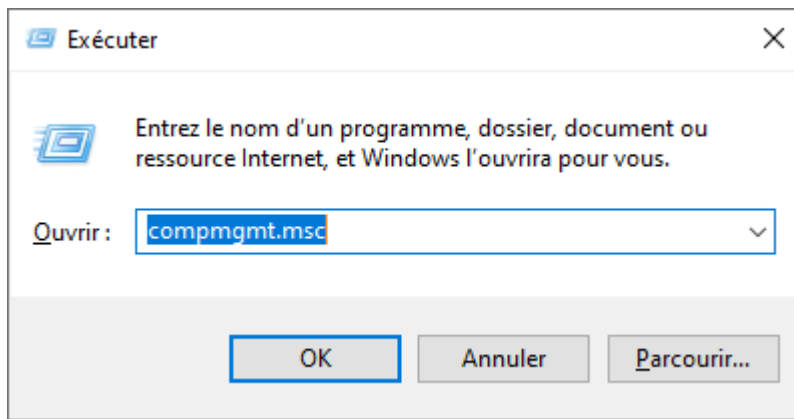 Exécuter
Entrez le nom d'un programme, dossier, document ou
ressource Internet, et Windows l'ouvrira pour vous.
Ouvrir : compmgmt.msc
OK Annuler Parcourir...